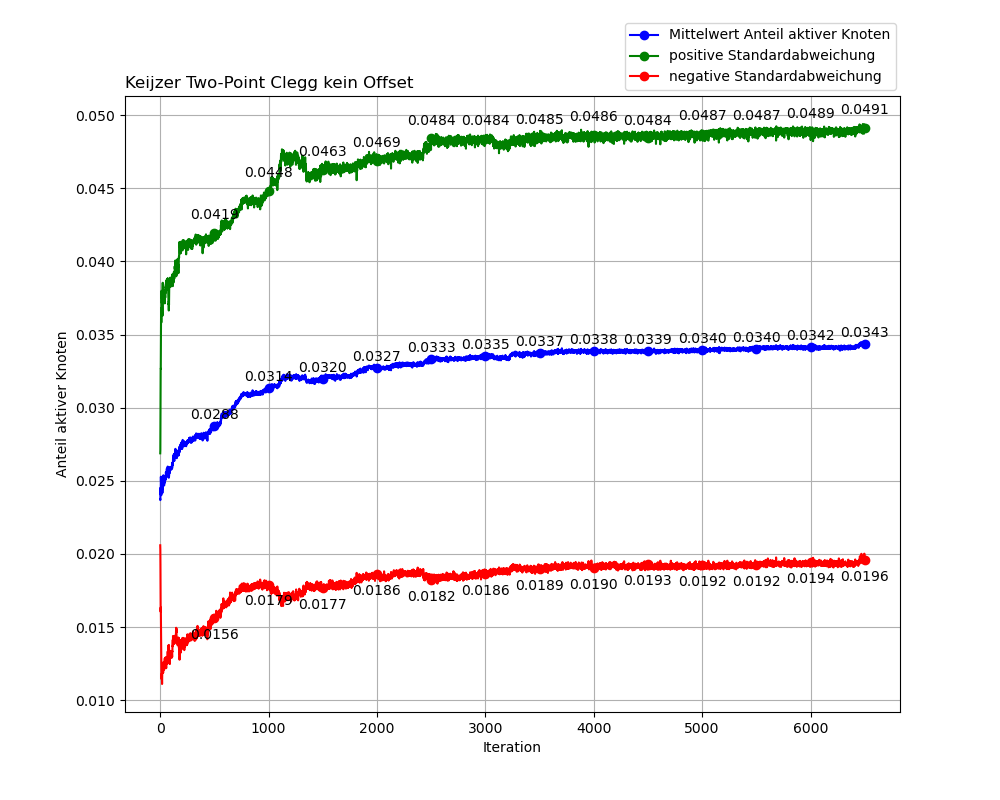 Mittelwert Anteil aktiver Knoten
positive Standardabweichung
negative Standardabweichung
Keijzer Two-Point Clegg kein Offset
0.050
0.045
0.040
0.035
0.030
0.025
0.020
0.015
0.010
Anteil aktiver Knoten
0.0419 0.0448 0.0463 0.0469 0.0484 0.0484 0.0485 0.0486 0.0484 0.0487 0.0487 0.0489 0.0491
0.0288 0.0314 0.0320 0.0327 0.0333 0.0335 0.0337 0.0338 0.0339 0.0340 0.0340 0.0342 0.0343
0.0156 0.0179 0.0177 0.0186 0.0182 0.0186 0.0189 0.0190 0.0193 0.0192 0.0192 0.0194 0.0196
0 1000 2000 3000 4000 5000 6000
Iteration